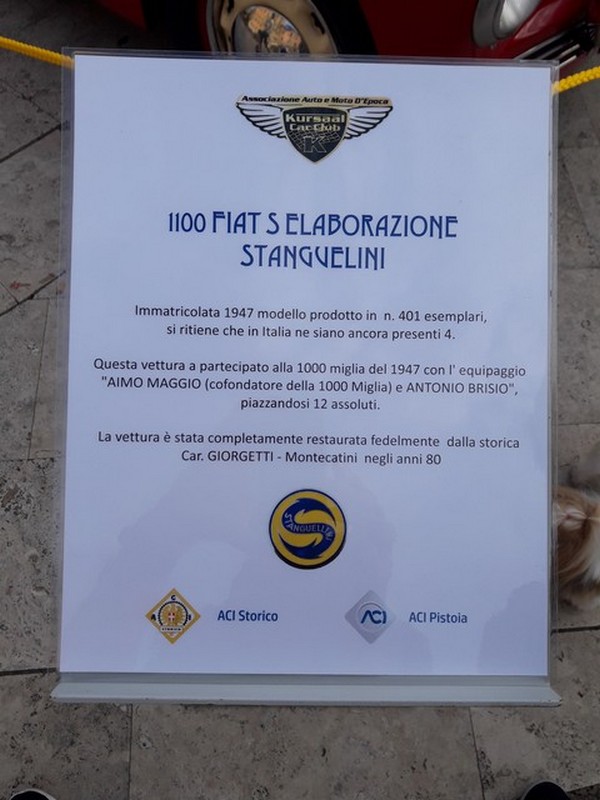 Associazione Auto e Moto D'Epoca
Kursaal
Car Club
K
1100 FIAT S ELABORAZIONE
STANGUELINI
Immatricolata 1947 modello prodotto in n. 401 esemplari,
si ritiene che in Italia ne siano ancora presenti 4.
Questa vettura a partecipato alla 1000 miglia del 1947 con l' equipaggio
"AIMO MAGGIO (cofondatore della 1000 Miglia) e ANTONIO BRISIO",
piazzandosi 12 assoluti.
La vettura è stata completamente restaurata fedelmente dalla storica
Car. GIORGETTI - Montecatini negli anni 80
STANGUELLINI
A C I
STORICO
ACI Storico
ACI
ACI Pistoia